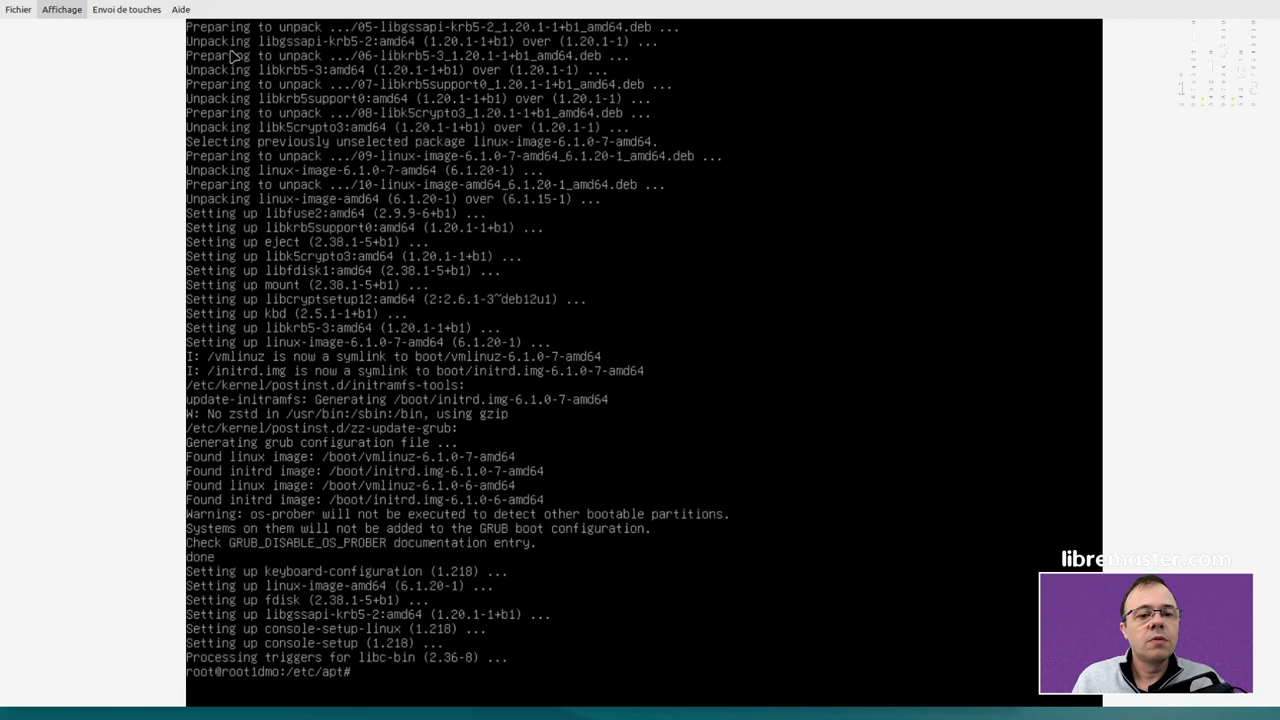 Fichier Affichage Envoi de touches Aide
Preparing to unpack .../05-libgssapi-krb5-2_1.20.1-1+b1_amd64.deb ...
Unpacking libgssapi-krb5-2:amd64 (1.20.1-1+b1) over (1.20.1-1) ...
Preparing to unpack .../06-libkrb5-3_1.20.1-1+b1_amd64.deb ...
Unpacking libkrb5-3:amd64 (1.20.1-1+b1) over (1.20.1-1) ...
Preparing to unpack .../07-libkrb5support0_1.20.1-1+b1_amd64.deb ...
Unpacking libkrb5support0:amd64 (1.20.1-1+b1) over (1.20.1-1) ...
Preparing to unpack .../08-libk5crypto3_1.20.1-1+b1_amd64.deb ...
Unpacking libk5crypto3:amd64 (1.20.1-1+b1) over (1.20.1-1) ...
Selecting previously unselected package linux-image-6.1.0-7-amd64.
Preparing to unpack .../09-linux-image-6.1.0-7-amd64_6.1.20-1_amd64.deb ...
Unpacking linux-image-6.1.0-7-amd64 (6.1.20-1) ...
Preparing to unpack .../10-linux-image-amd64_6.1.20-1_amd64.deb ...
Unpacking linux-image-amd64 (6.1.20-1) over (6.1.15-1) ...
Setting up libfuse2:amd64 (2.9.9-6+b1) ...
Setting up libkrb5support0:amd64 (1.20.1-1+b1) ...
Setting up eject (2.38.1-5+b1) ...
Setting up libk5crypto3:amd64 (1.20.1-1+b1) ...
Setting up libfdisk1:amd64 (2.38.1-5+b1) ...
Setting up mount (2.38.1-5+b1) ...
Setting up libcryptsetup12:amd64 (2:2.6.1-3~deb12u1) ...
Setting up kbd (2.5.1-1+b1) ...
Setting up libkrb5-3:amd64 (1.20.1-1+b1) ...
Setting up linux-image-6.1.0-7-amd64 (6.1.20-1) ...
I: /vmlinuz is now a symlink to boot/vmlinuz-6.1.0-7-amd64
I: /initrd.img is now a symlink to boot/initrd.img-6.1.0-7-amd64
/etc/kernel/postinst.d/initramfs-tools:
update-initramfs: Generating /boot/initrd.img-6.1.0-7-amd64
W: No zstd in /usr/bin:/sbin:/bin, using gzip
/etc/kernel/postinst.d/zz-update-grub:
Generating grub configuration file ...
Found linux image: /boot/vmlinuz-6.1.0-7-amd64
Found initrd image: /boot/initrd.img-6.1.0-7-amd64
Found linux image: /boot/vmlinuz-6.1.0-6-amd64
Found initrd image: /boot/initrd.img-6.1.0-6-amd64
Warning: os-prober will not be executed to detect other bootable partitions.
Systems on them will not be added to the GRUB boot configuration.
Check GRUB_DISABLE_OS_PROBER documentation entry.
done
Setting up keyboard-configuration (1.218) ...
Setting up linux-image-amd64 (6.1.20-1) ...
Setting up fdisk (2.38.1-5+b1) ...
Setting up libgssapi-krb5-2:amd64 (1.20.1-1+b1) ...
Setting up console-setup-linux (1.218) ...
Setting up console-setup (1.218) ...
Processing triggers for libc-bin (2.36-8) ...
root@root1dmo:/etc/apt#
libremaster.com